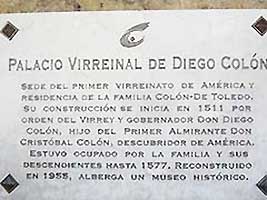 PALACIO VIRREINAL DE DIEGO COLÓN
SEDE DEL PRIMER VIRREINATO DE AMÉRICA Y
RESIDENCIA DE LA FAMILIA COLÓN-DE TOLEDO.
SU CONSTRUCCIÓN SE INICIA EN 1511 POR
ORDEN DEL VIRREY Y GOBERNADOR DON DIEGO
COLÓN, HIJO DEL PRIMER ALMIRANTE DON
CRISTÓBAL COLÓN, DESCUBRIDOR DE AMÉRICA.
ESTUVO OCUPADO POR LA FAMILIA Y SUS
DESCENDIENTES HASTA 1577. RECONSTRUIDO
EN 1955, ALBERGA UN MUSEO HISTÓRICO.